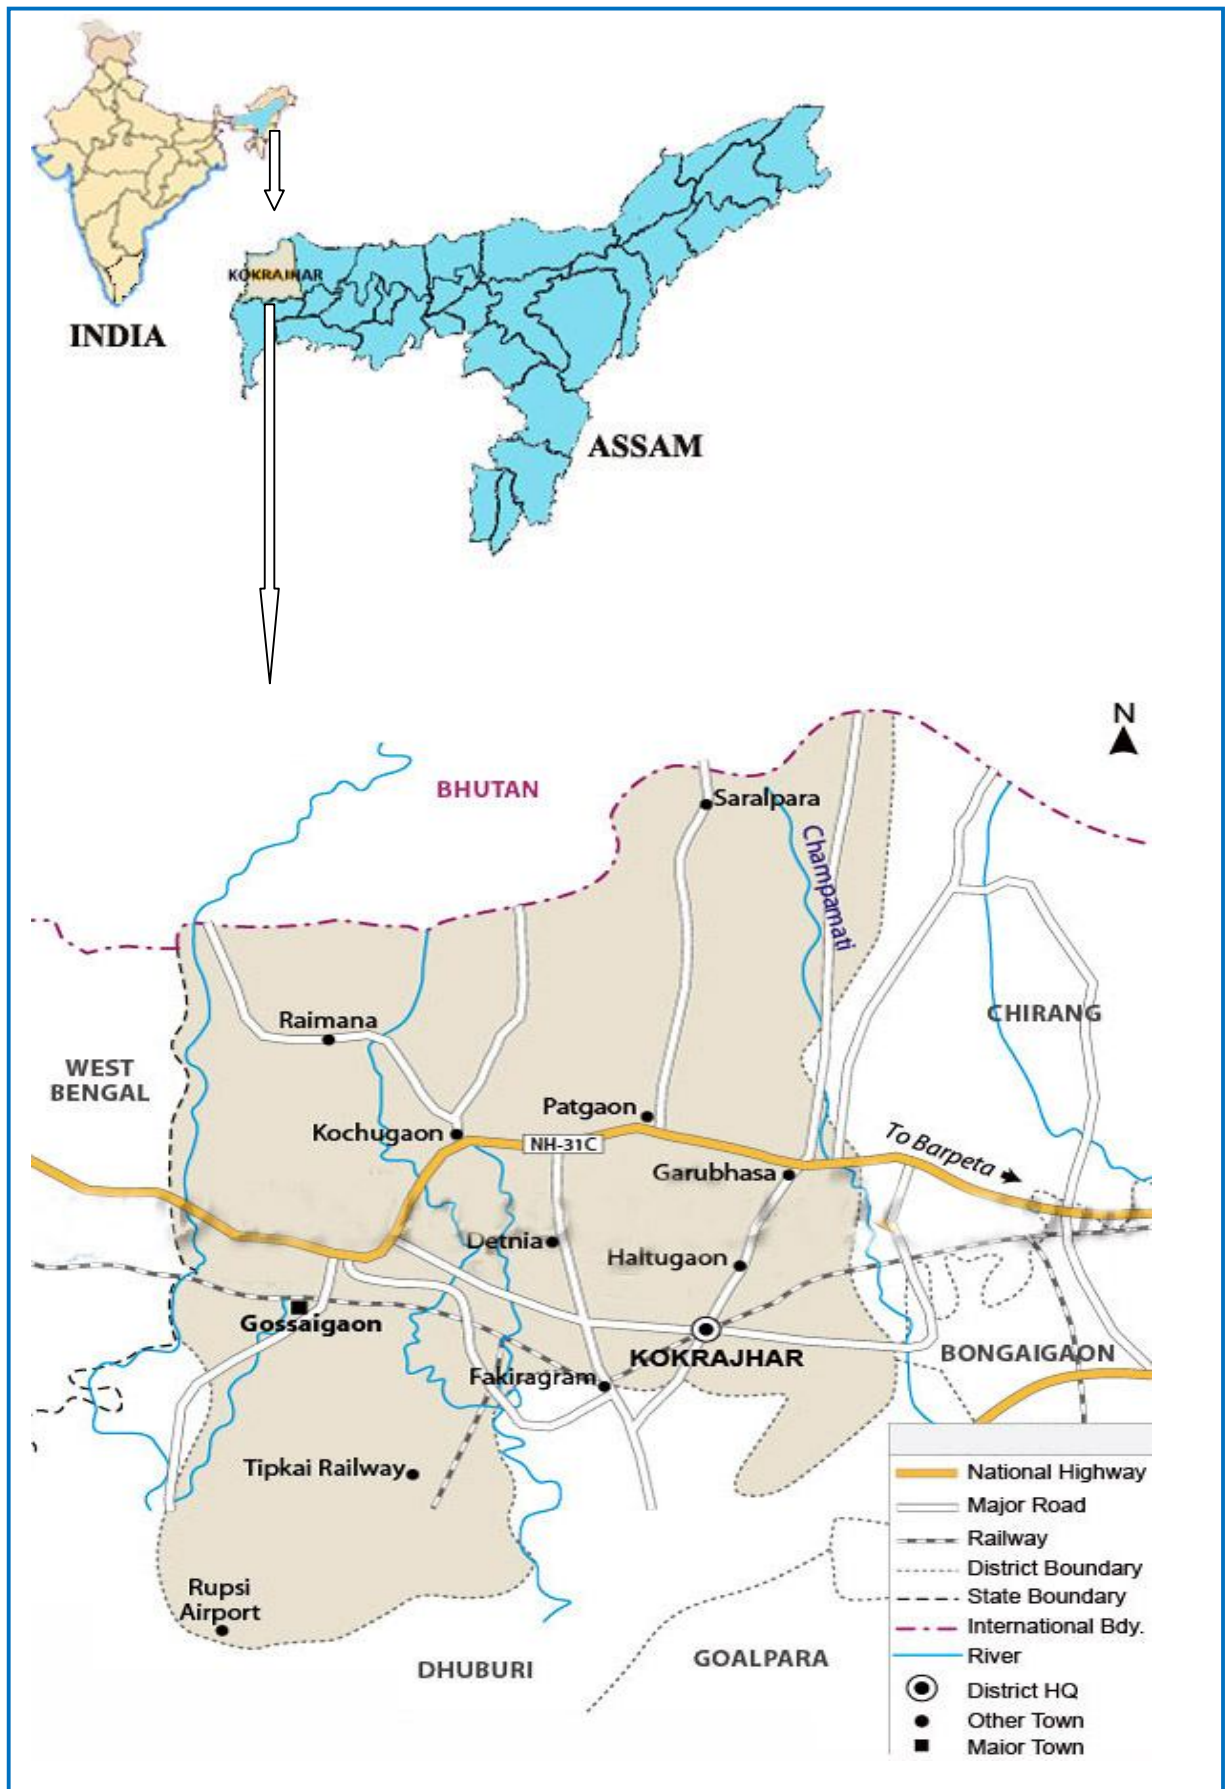 KOKRAJHAR
INDIA
ASSAM
N
BHUTAN
Saralpara
Champamati
Raimana
CHIRANG
WEST
BENGAL
Patgaon
Kochugaon
NH-31C
To Barpeta
Garubhasa
Detnia
Haltugaon
Gossaigaon
KOKRAJHAR
BONGAIGAON
Fakiragram
Tipkai Railway
National Highway
Major Road
Railway
District Boundary
State Boundary
International Bdy.
River
District HQ
Other Town
Maior Town
Rupsi
Airport
DHUBURI
GOALPARA